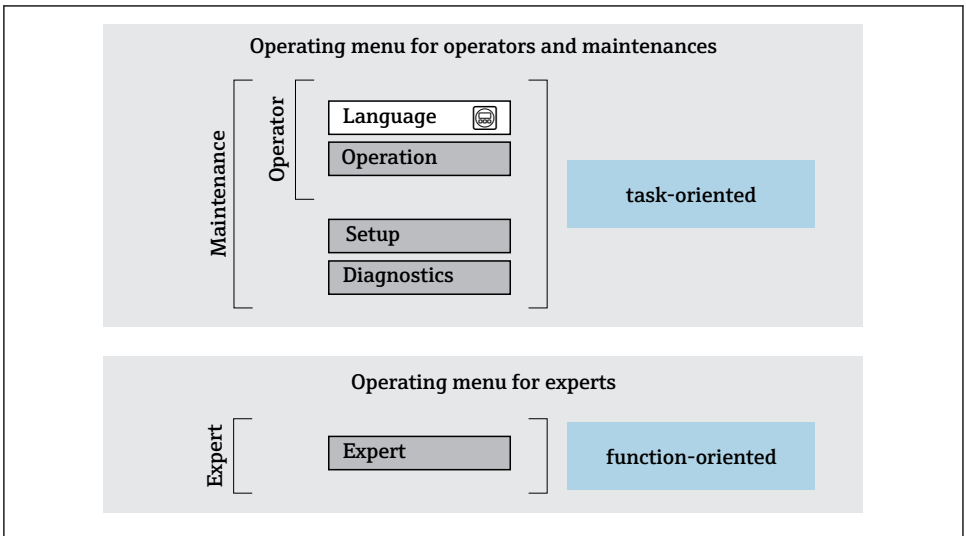 Operating menu for operators and maintenances
Maintenance
Operator
Language
Operation
Setup
Diagnostics
task-oriented
Operating menu for experts
Expert
Expert
function-oriented